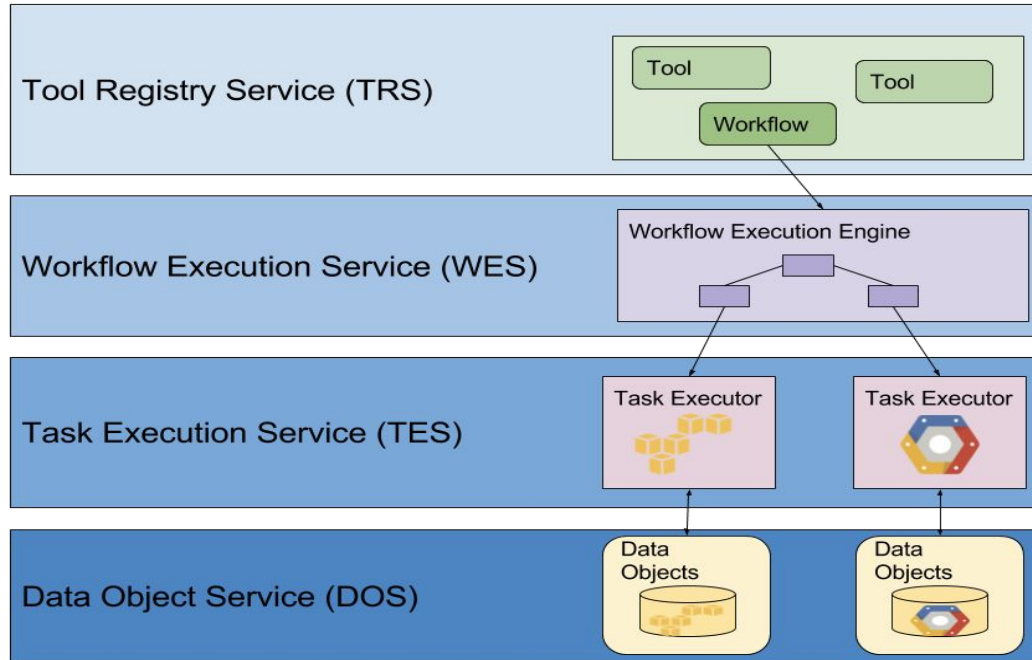 Tool Registry Service (TRS)
Tool
Tool
Workflow
Workflow Execution Service (WES)
Workflow Execution Engine
Task Execution Service (TES)
Task Executor
Task Executor
Data Object Service (DOS)
Data
Objects
Data
Objects